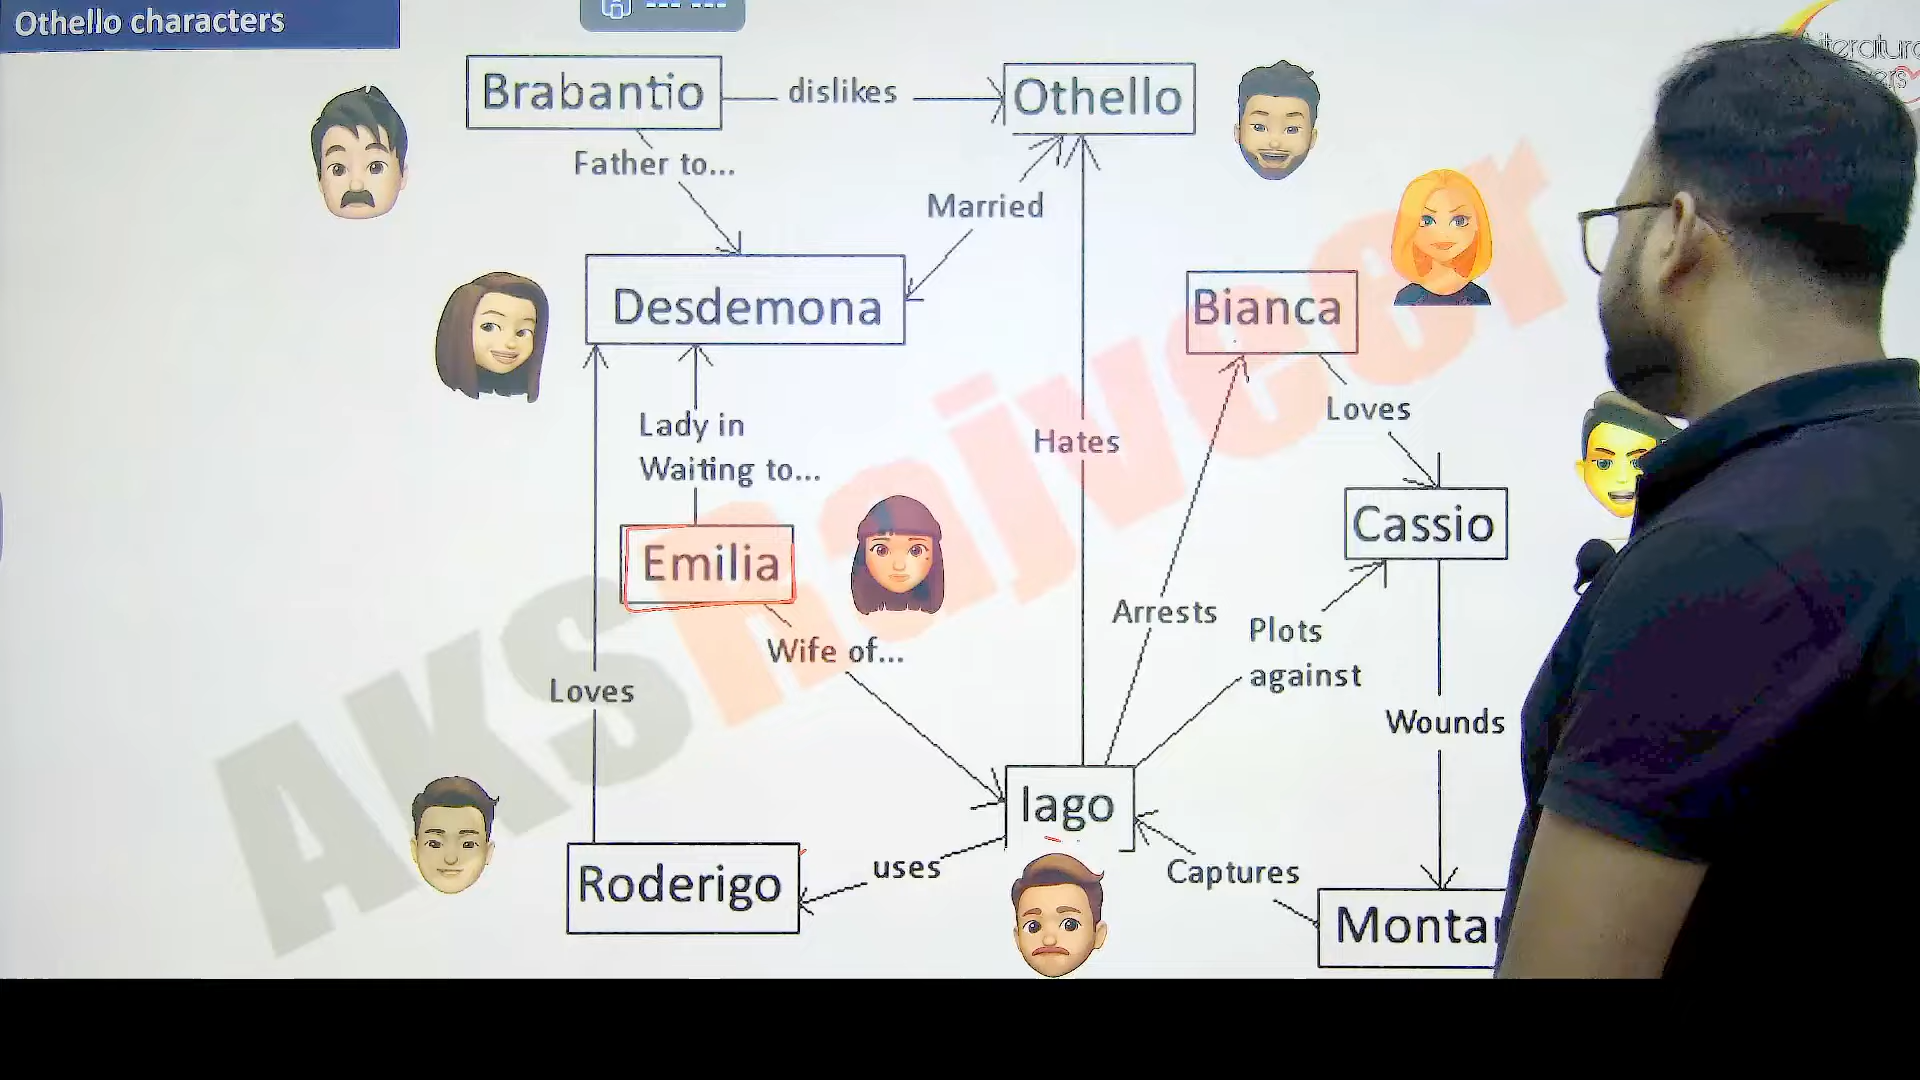 Othello characters
Brabantio
dislikes
Othello
Father to...
Married
Desdemona
Bianca
Loves
Lady in
Waiting to...
Hates
Cassio
Emilia
Arrests
Plots
against
Wife of...
Loves
Wounds
Iago
uses
Captures
Roderigo
AKSRajveer